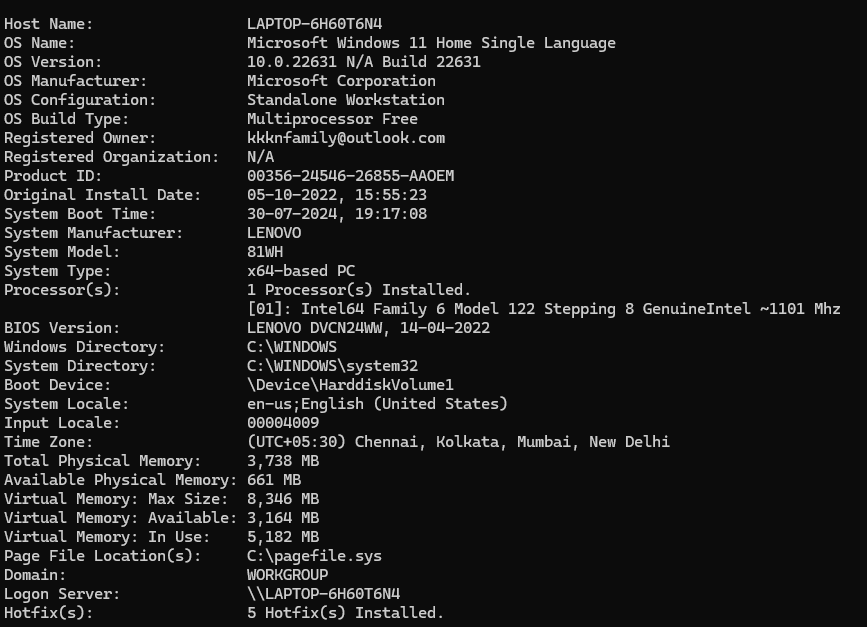 Host Name: LAPTOP-6H60T6N4
OS Name: Microsoft Windows 11 Home Single Language
OS Version: 10.0.22631 N/A Build 22631
OS Manufacturer: Microsoft Corporation
OS Configuration: Standalone Workstation
OS Build Type: Multiprocessor Free
Registered Owner: kkknfamily@outlook.com
Registered Organization: N/A
Product ID: 00356-24546-26855-AAOEM
Original Install Date: 05-10-2022, 15:55:23
System Boot Time: 30-07-2024, 19:17:08
System Manufacturer: LENOVO
System Model: 81WH
System Type: x64-based PC
Processor(s): 1 Processor(s) Installed.
[01]: Intel64 Family 6 Model 122 Stepping 8 GenuineIntel ~1101 Mhz
BIOS Version: LENOVO DVCN24WW, 14-04-2022
Windows Directory: C:\WINDOWS
System Directory: C:\WINDOWS\system32
Boot Device: \Device\HarddiskVolume1
System Locale: en-us;English (United States)
Input Locale: 00004009
Time Zone: (UTC+05:30) Chennai, Kolkata, Mumbai, New Delhi
Total Physical Memory: 3,738 MB
Available Physical Memory: 661 MB
Virtual Memory: Max Size: 8,346 MB
Virtual Memory: Available: 3,164 MB
Virtual Memory: In Use: 5,182 MB
Page File Location(s): C:\pagefile.sys
Domain: WORKGROUP
Logon Server: \\LAPTOP-6H60T6N4
Hotfix(s): 5 Hotfix(s) Installed.